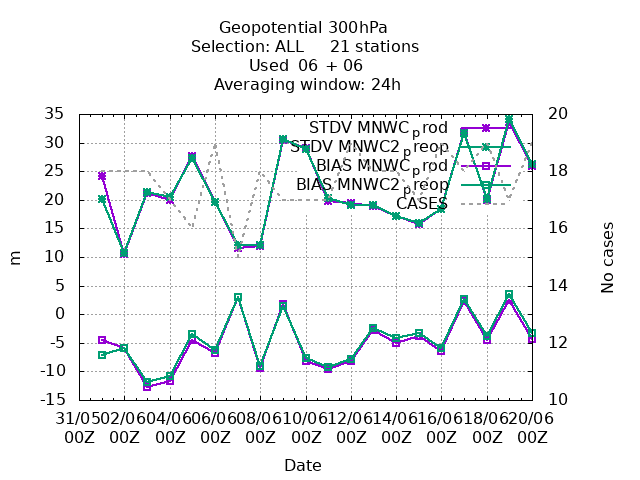 Geopotential 300hPa
Selection: ALL 21 stations
Used 06 + 06
Averaging window: 24h
STDV MNWC_prod
STDV MNWC2_preop
BIAS MNWC_prod
BIAS MNWC2_preop
CASES
35
30
25
20
15
10
5
0
-5
-10
-15
m
20
18
16
14
12
10
No cases
31/05 02/06 04/06 06/06 08/06 10/06 12/06 14/06 16/06 18/06 20/06
00Z 00Z 00Z 00Z 00Z 00Z 00Z 00Z 00Z 00Z 00Z
Date